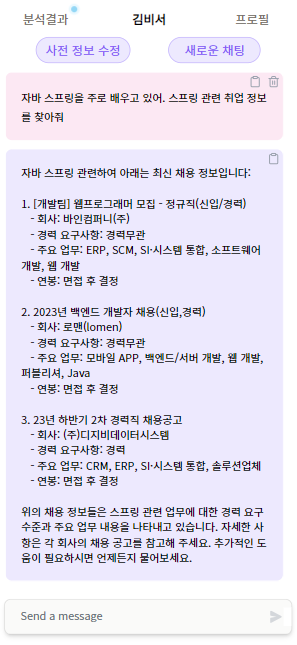 분석결과 김비서 프로필
사전 정보 수정 새로운 채팅
자바 스프링을 주로 배우고 있어. 스프링 관련 취업 정보
를 찾아줘
자바 스프링 관련하여 아래는 최신 채용 정보입니다:
1. [개발팀] 웹프로그래머 모집 - 정규직(신입/경력)
- 회사: 바인컴퍼니(주)
- 경력 요구사항: 경력무관
- 주요 업무: ERP, SCM, SI·시스템 통합, 소프트웨어
개발, 웹 개발
- 연봉: 면접 후 결정
2. 2023년 백엔드 개발자 채용(신입,경력)
- 회사: 로맨(lomen)
- 경력 요구사항: 경력무관
- 주요 업무: 모바일 APP, 백엔드/서버 개발, 웹 개발,
퍼블리셔, Java
- 연봉: 면접 후 결정
3. 23년 하반기 2차 경력직 채용공고
- 회사: (주)디지비데이터시스템
- 경력 요구사항: 경력
- 주요 업무: CRM, ERP, SI·시스템 통합, 솔루션업체
- 연봉: 면접 후 결정
위의 채용 정보들은 스프링 관련 업무에 대한 경력 요구
수준과 주요 업무 내용을 나타내고 있습니다. 자세한 사
항은 각 회사의 채용 공고를 참고해 주세요. 추가적인 도
움이 필요하시면 언제든지 물어보세요.
Send a message